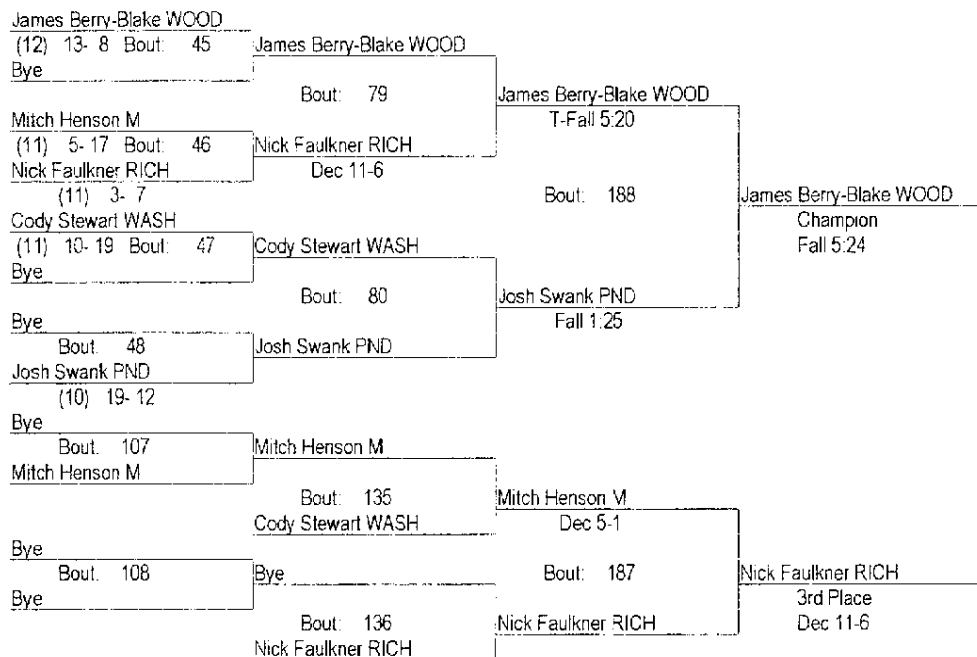 James Berry-Blake WOOD
(12) 13- 8 Bout: 45
James Berry-Blake WOOD
Bye
Bout: 79
James Berry-Blake WOOD
Mitch Henson M
T-Fall 5:20
(11) 5- 17 Bout: 46
Nick Faulkner RICH
Nick Faulkner RICH
Dec 11-6
(11) 3- 7
Bout: 188
James Berry-Blake WOOD
Cody Stewart WASH
Champion
(11) 10- 19 Bout: 47
Cody Stewart WASH
Fall 5:24
Bye
Bout: 80
Josh Swank PND
Bye
Fall 1:25
Bout. 48
Josh Swank PND
Josh Swank PND
(10) 19- 12
Bye
Bout. 107
Mitch Henson M
Mitch Henson M
Bout: 135
Mitch Henson M
Cody Stewart WASH
Dec 5-1
Bye
Bout. 108
Bye
Bout: 187
Nick Faulkner RICH
Bye
3rd Place
Bout: 136
Nick Faulkner RICH
Dec 11-6
Nick Faulkner RICH